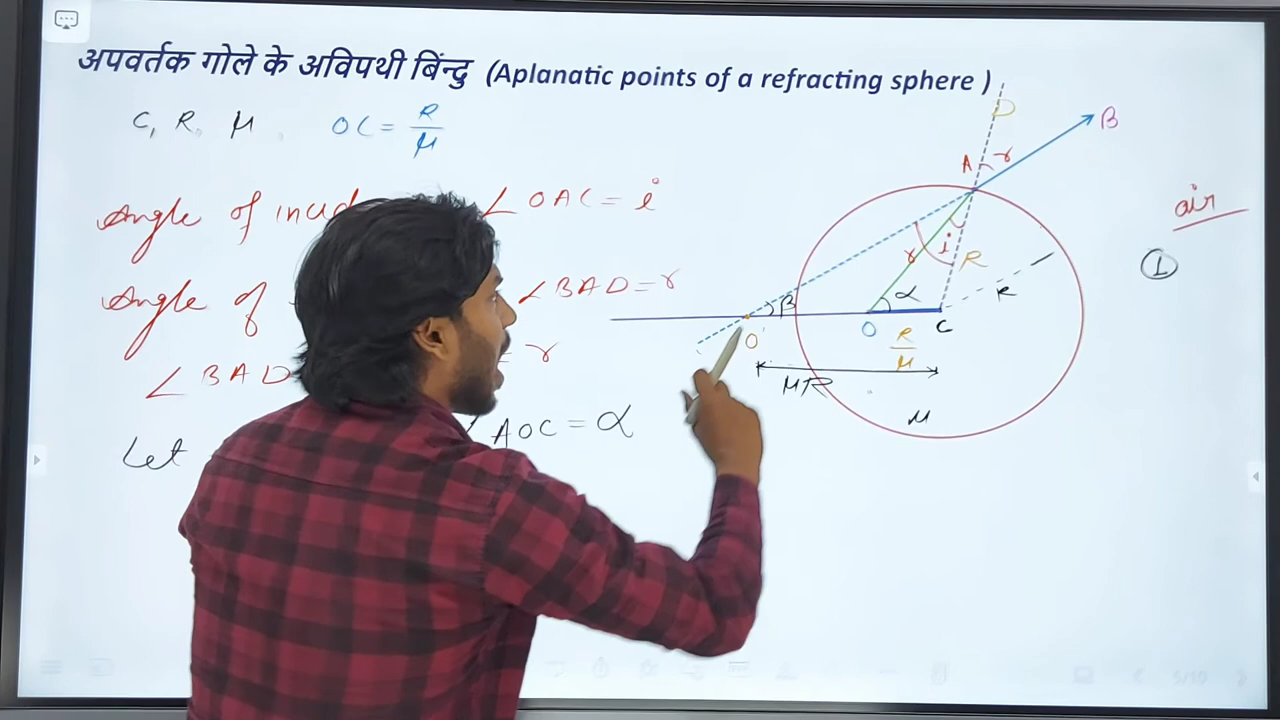 अपवर्तक गोले के अविपथी बिंन्दु (Aplanatic points of a refracting sphere )
C, R, μ OC = R/μ
Angle of ∠OAC = i
Angle of ∠BAD = r
∠BAD = r
Let ∠AOC = α
D
B
A r
air
i
r R
1
β α R
O' O C
R/μ
μR
μ